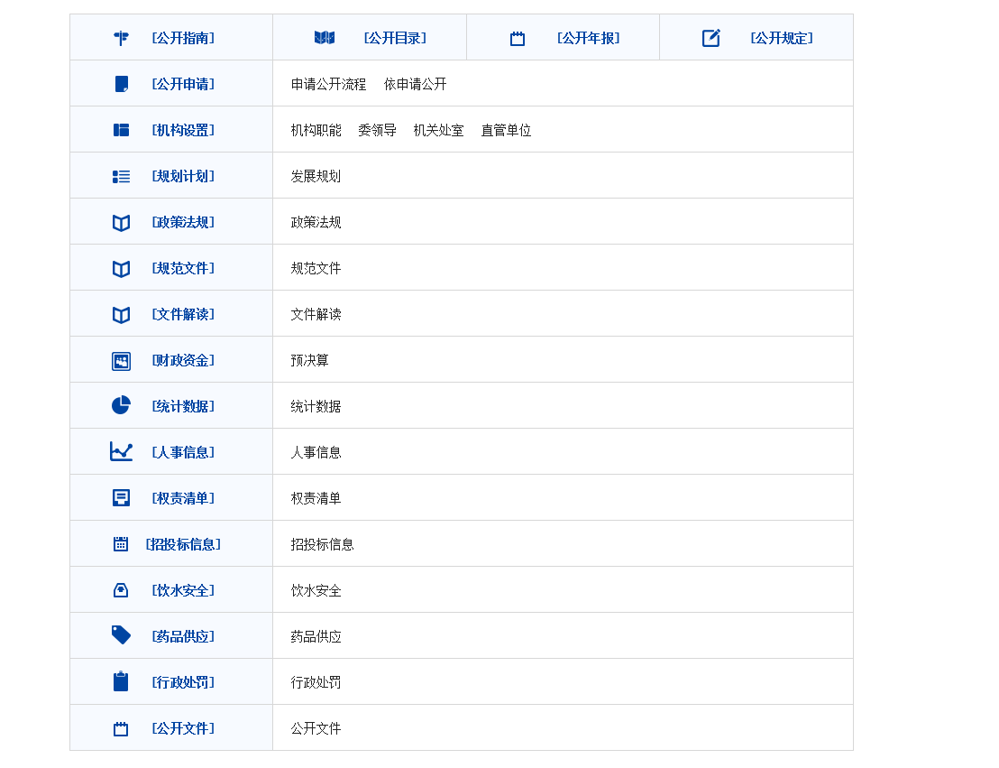 [公开指南] [公开目录] [公开年报] [公开规定]
[公开申请] 申请公开流程 依申请公开
[机构设置] 机构职能 委领导 机关处室 直管单位
[规划计划] 发展规划
[政策法规] 政策法规
[规范文件] 规范文件
[文件解读] 文件解读
[财政资金] 预决算
[统计数据] 统计数据
[人事信息] 人事信息
[权责清单] 权责清单
[招投标信息] 招投标信息
[饮水安全] 饮水安全
[药品供应] 药品供应
[行政处罚] 行政处罚
[公开文件] 公开文件